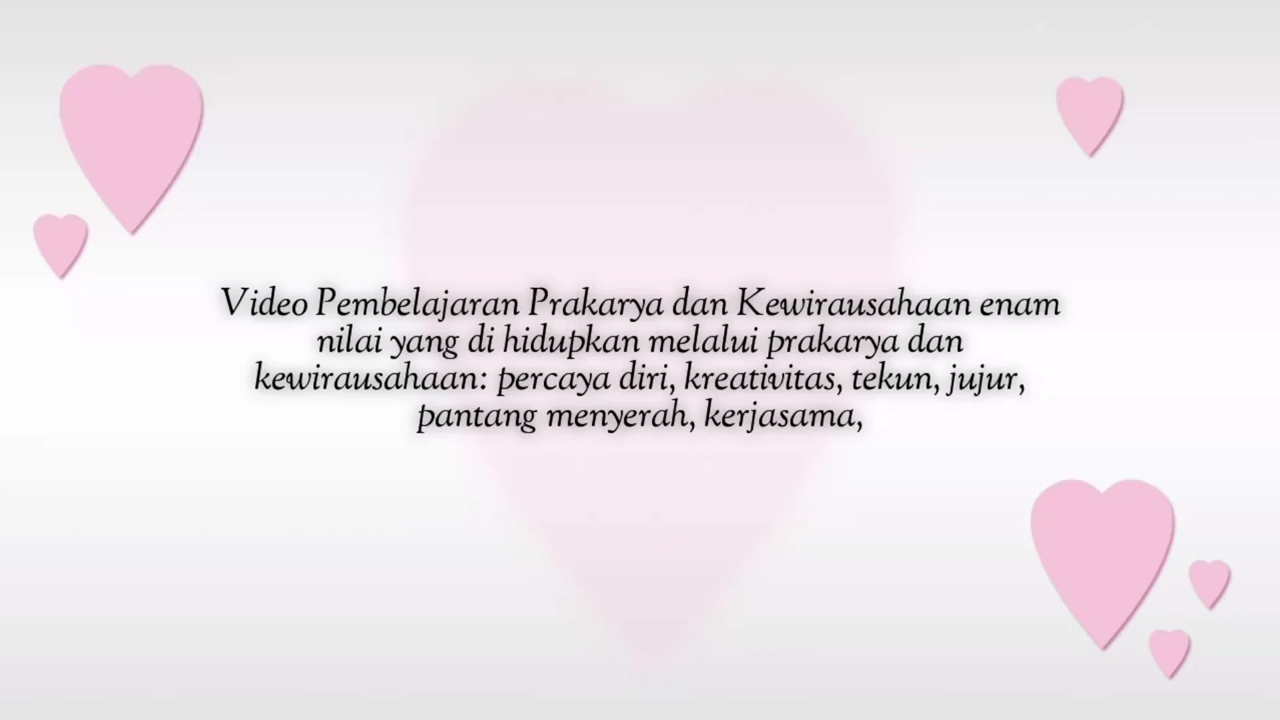 Video Pembelajaran Prakarya dan Kewirausahaan enam
nilai yang di hidupkan melalui prakarya dan
kewirausahaan: percaya diri, kreativitas, tekun, jujur,
pantang menyerah, kerjasama,